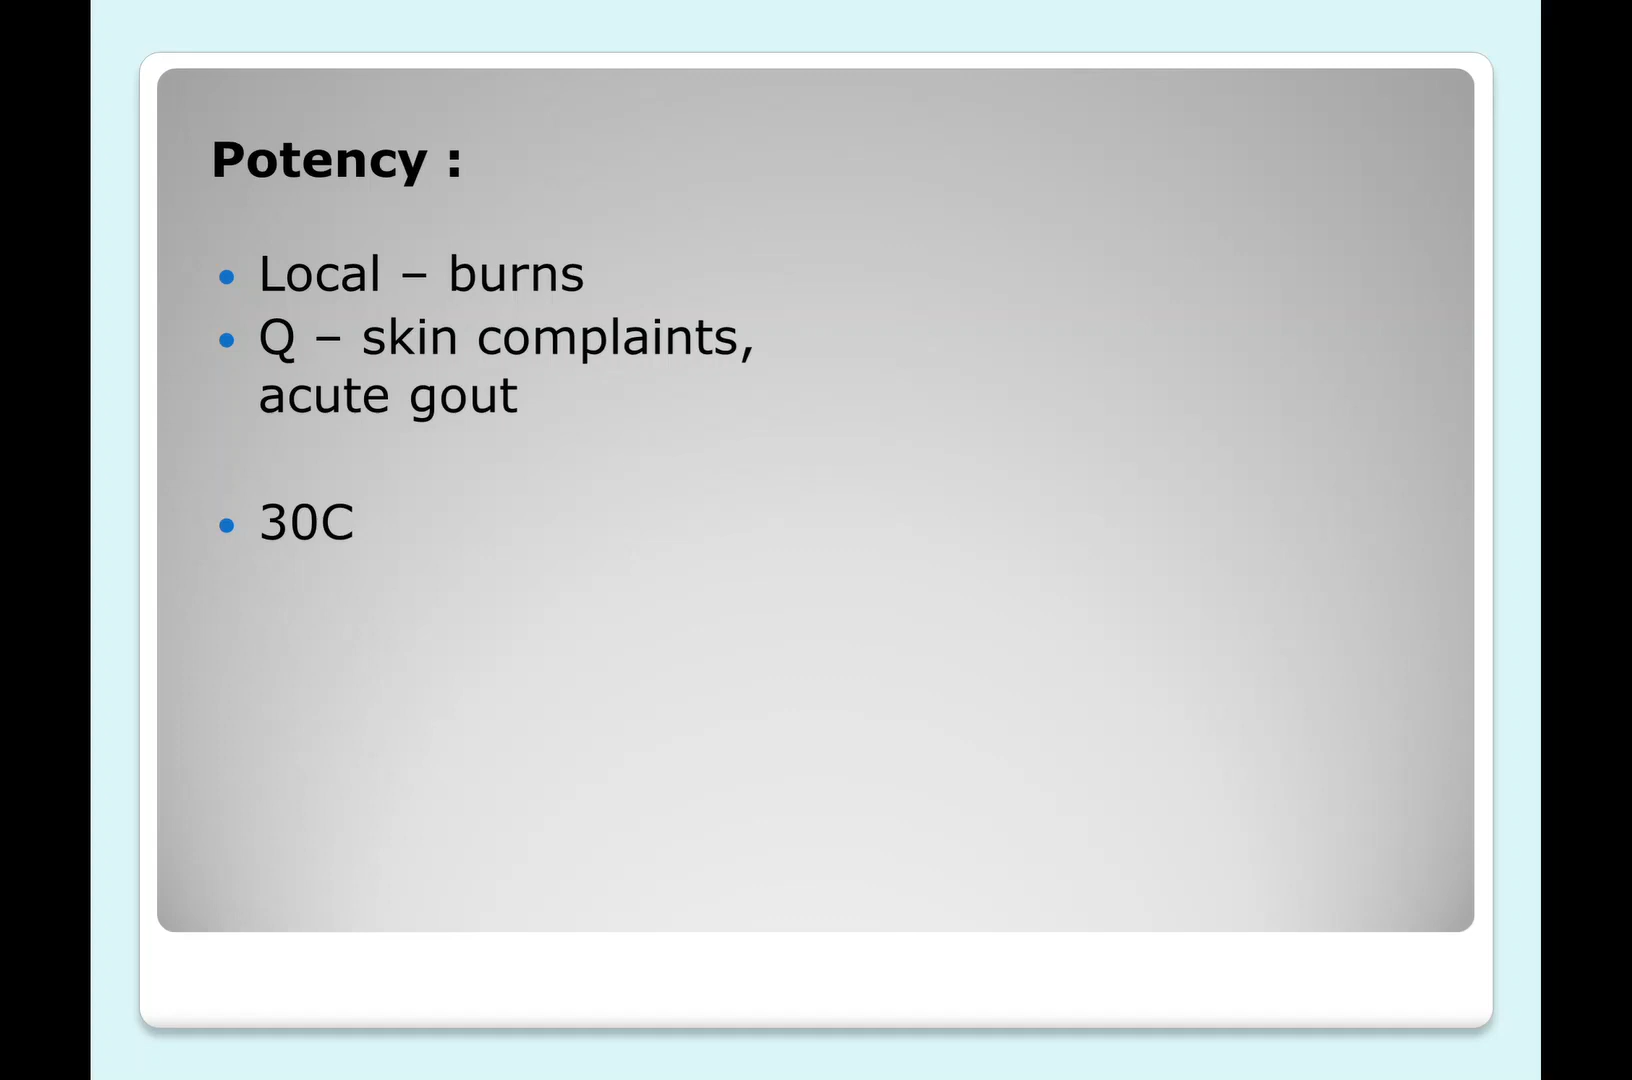 Potency :
• Local – burns
• Q – skin complaints,
acute gout
• 30C